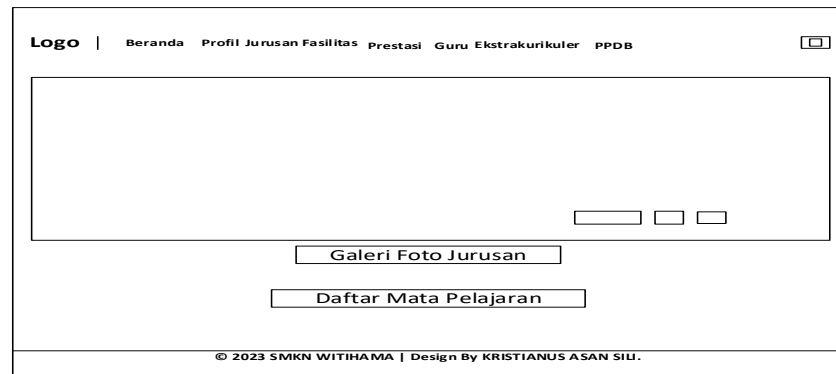 Logo | Beranda Profil Jurusan Fasilitas Prestasi Guru Ekstrakurikuler PPDB
Galeri Foto Jurusan
Daftar Mata Pelajaran
© 2023 SMKN WITIHAMA | Design By KRISTIANUS ASAN SILI.